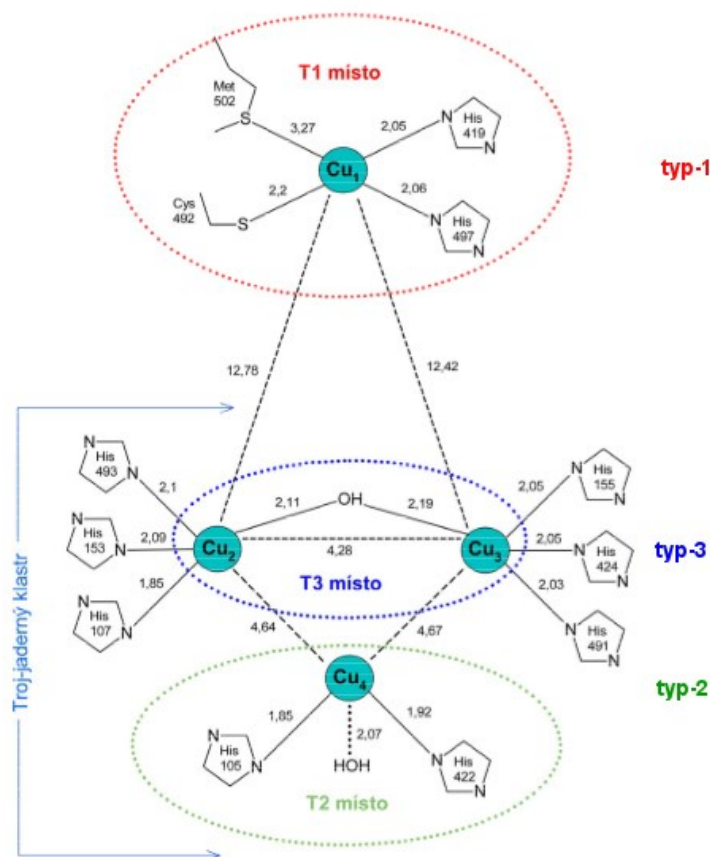 T1 místo
Met
502
S
3,27
2,05
N
His
419
N
Cu1
typ-1
Cys
492
S
2,2
2,06
N
His
497
N
12,78
12,42
Troj-jaderný klastr
N
His
493
N
2,1
2,11
OH
2,19
2,05
N
His
155
N
N
His
153
N
2,09
Cu2
4,28
Cu3
2,05
N
His
424
N
typ-3
T3 místo
N
His
107
N
1,85
2,03
N
His
491
N
4,64
4,67
Cu4
typ-2
1,85
1,92
2,07
N
His
105
N
HOH
N
His
422
N
T2 místo